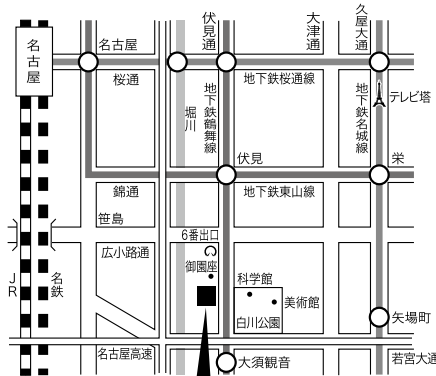 伏見通
大津通
久屋大通
名古屋
名古屋
桜通
地下鉄桜通線
テレビ塔
堀川
地下鉄鶴舞線
地下鉄名城線
伏見
栄
錦通
地下鉄東山線
笹島
6番出口
広小路通
御園座
科学館
美術館
JR
名鉄
白川公園
矢場町
名古屋高速
大須観音
若宮大通